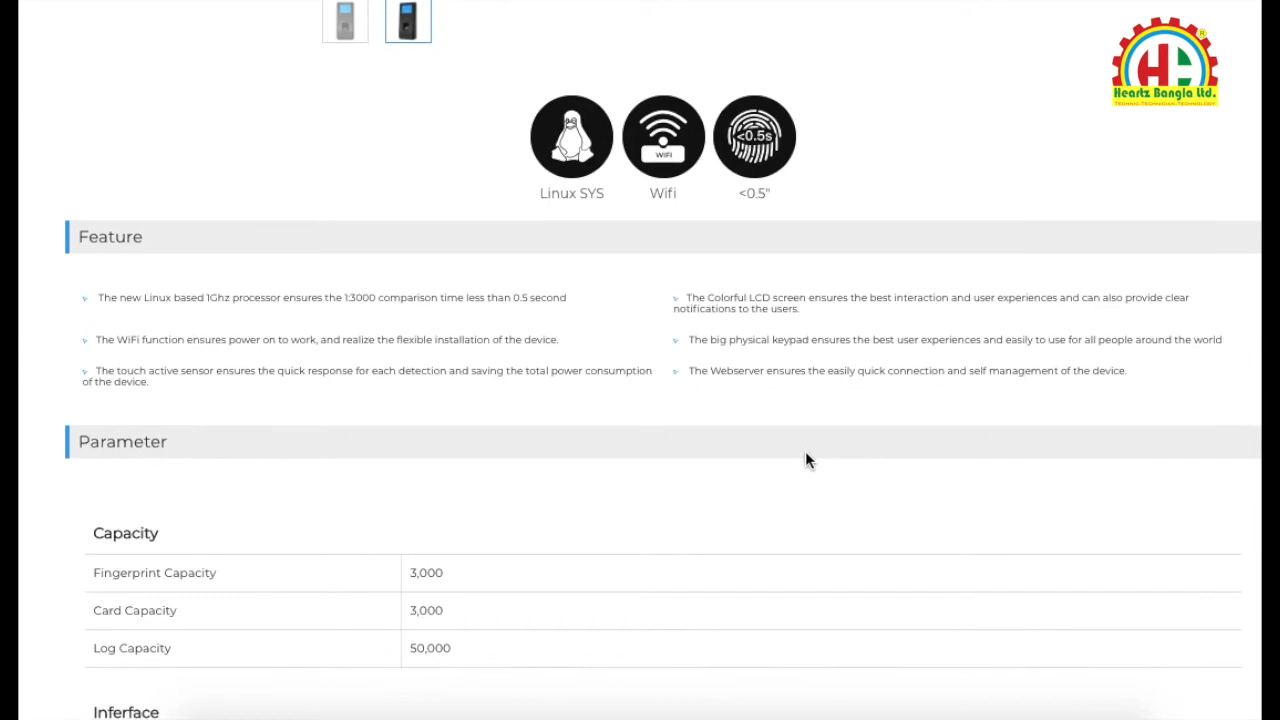 H
®
Heartz Bangla Ltd.
TECHNO. TECHNICIAN. TECHNOLOGY.
WIFI
<0.5s
Linux SYS
Wifi
<0.5"
Feature
The new Linux based 1Ghz processor ensures the 1:3000 comparison time less than 0.5 second
The WiFi function ensures power on to work, and realize the flexible installation of the device.
The touch active sensor ensures the quick response for each detection and saving the total power consumption
of the device.
The Colorful LCD screen ensures the best interaction and user experiences and can also provide clear
notifications to the users.
The big physical keypad ensures the best user experiences and easily to use for all people around the world
The Webserver ensures the easily quick connection and self management of the device.
Parameter
Capacity
Fingerprint Capacity 3,000
Card Capacity 3,000
Log Capacity 50,000
Inferface